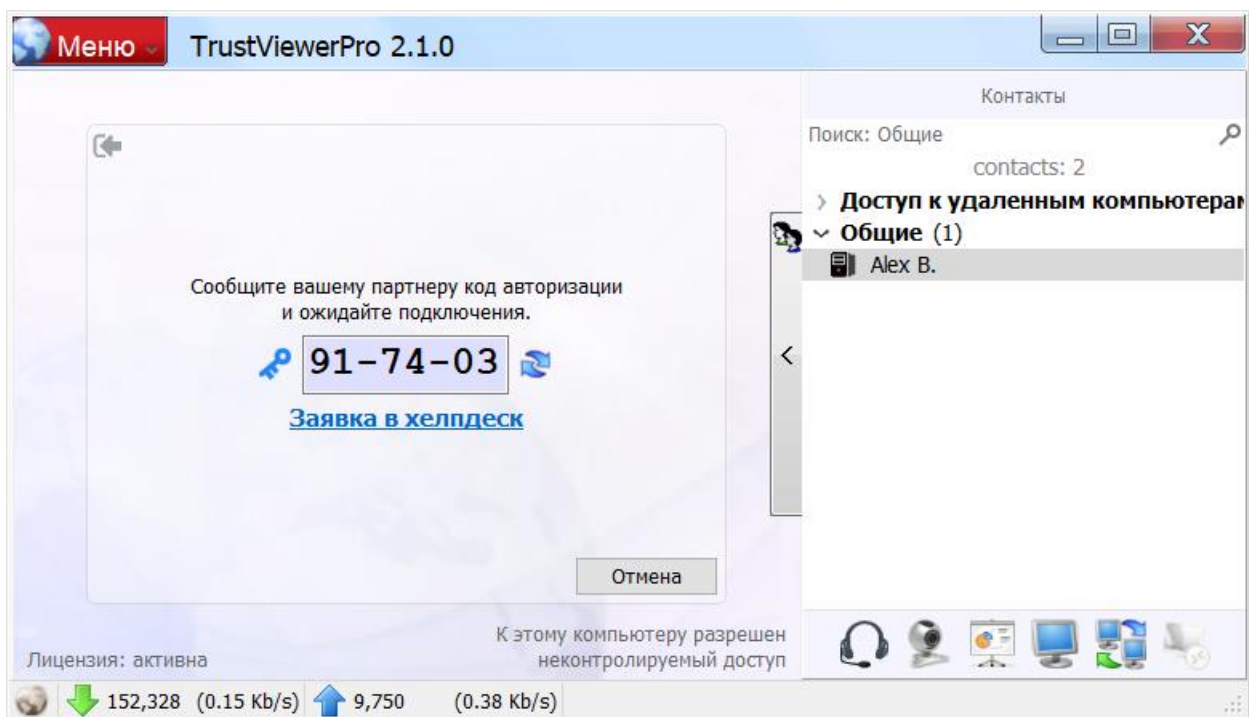 Меню
TrustViewerPro 2.1.0
Сообщите вашему партнеру код авторизации
и ожидайте подключения.
91-74-03
Заявка в хелпдеск
Отмена
К этому компьютеру разрешен
неконтролируемый доступ
Лицензия: активна
Контакты
Поиск: Общие
contacts: 2
Доступ к удаленным компьютерам
Общие (1)
Alex B.
152,328 (0.15 Kb/s) 9,750 (0.38 Kb/s)